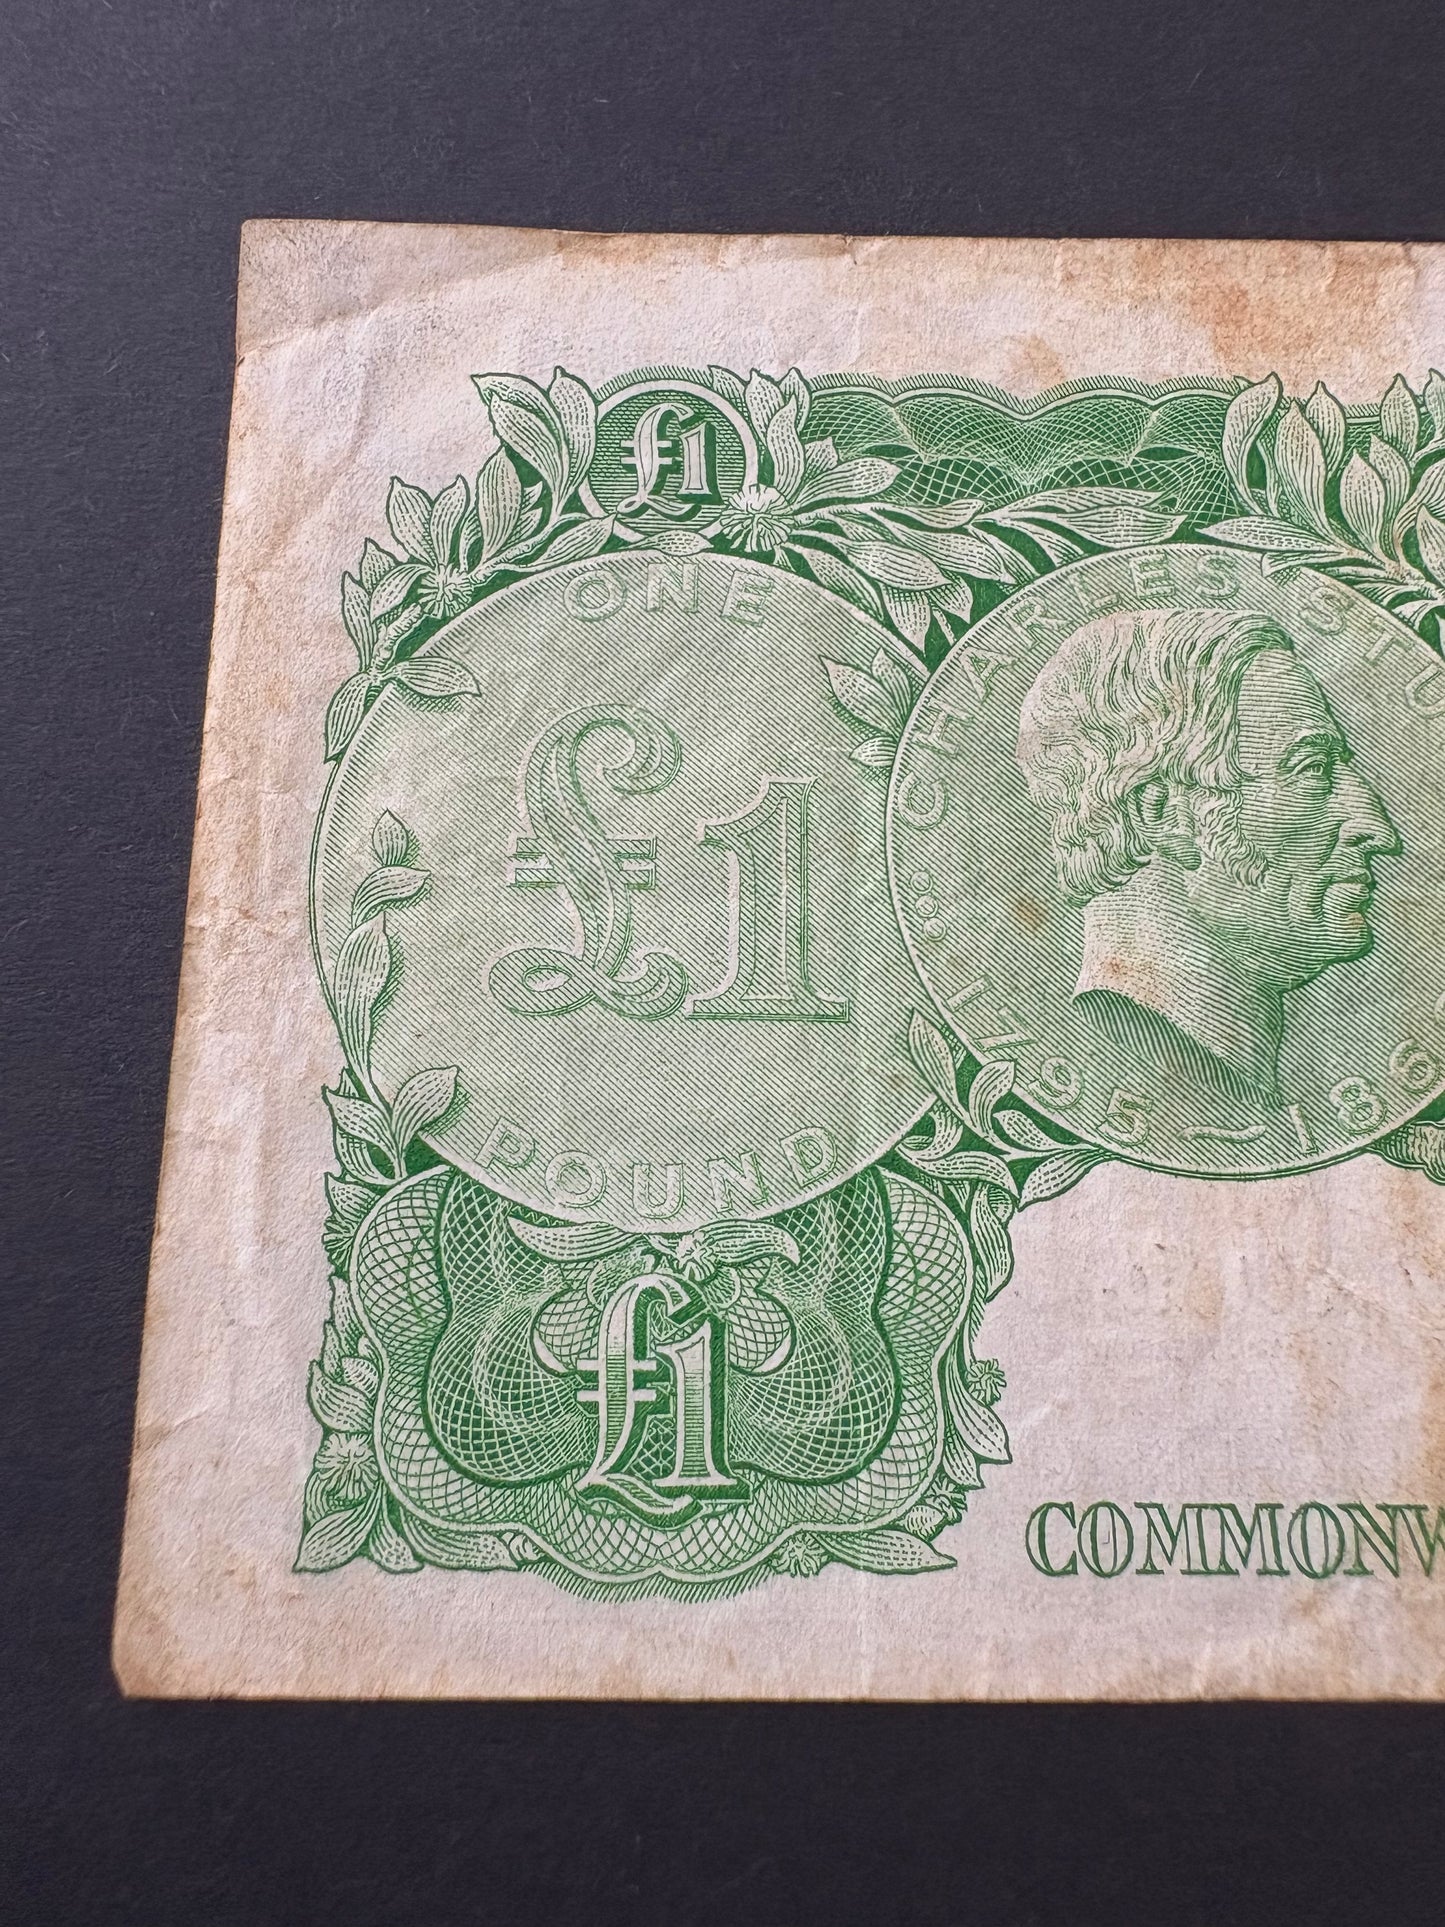 £1
ONE
£1
POUND
CHARLES STU
1795 — 186
£1
COMMONW